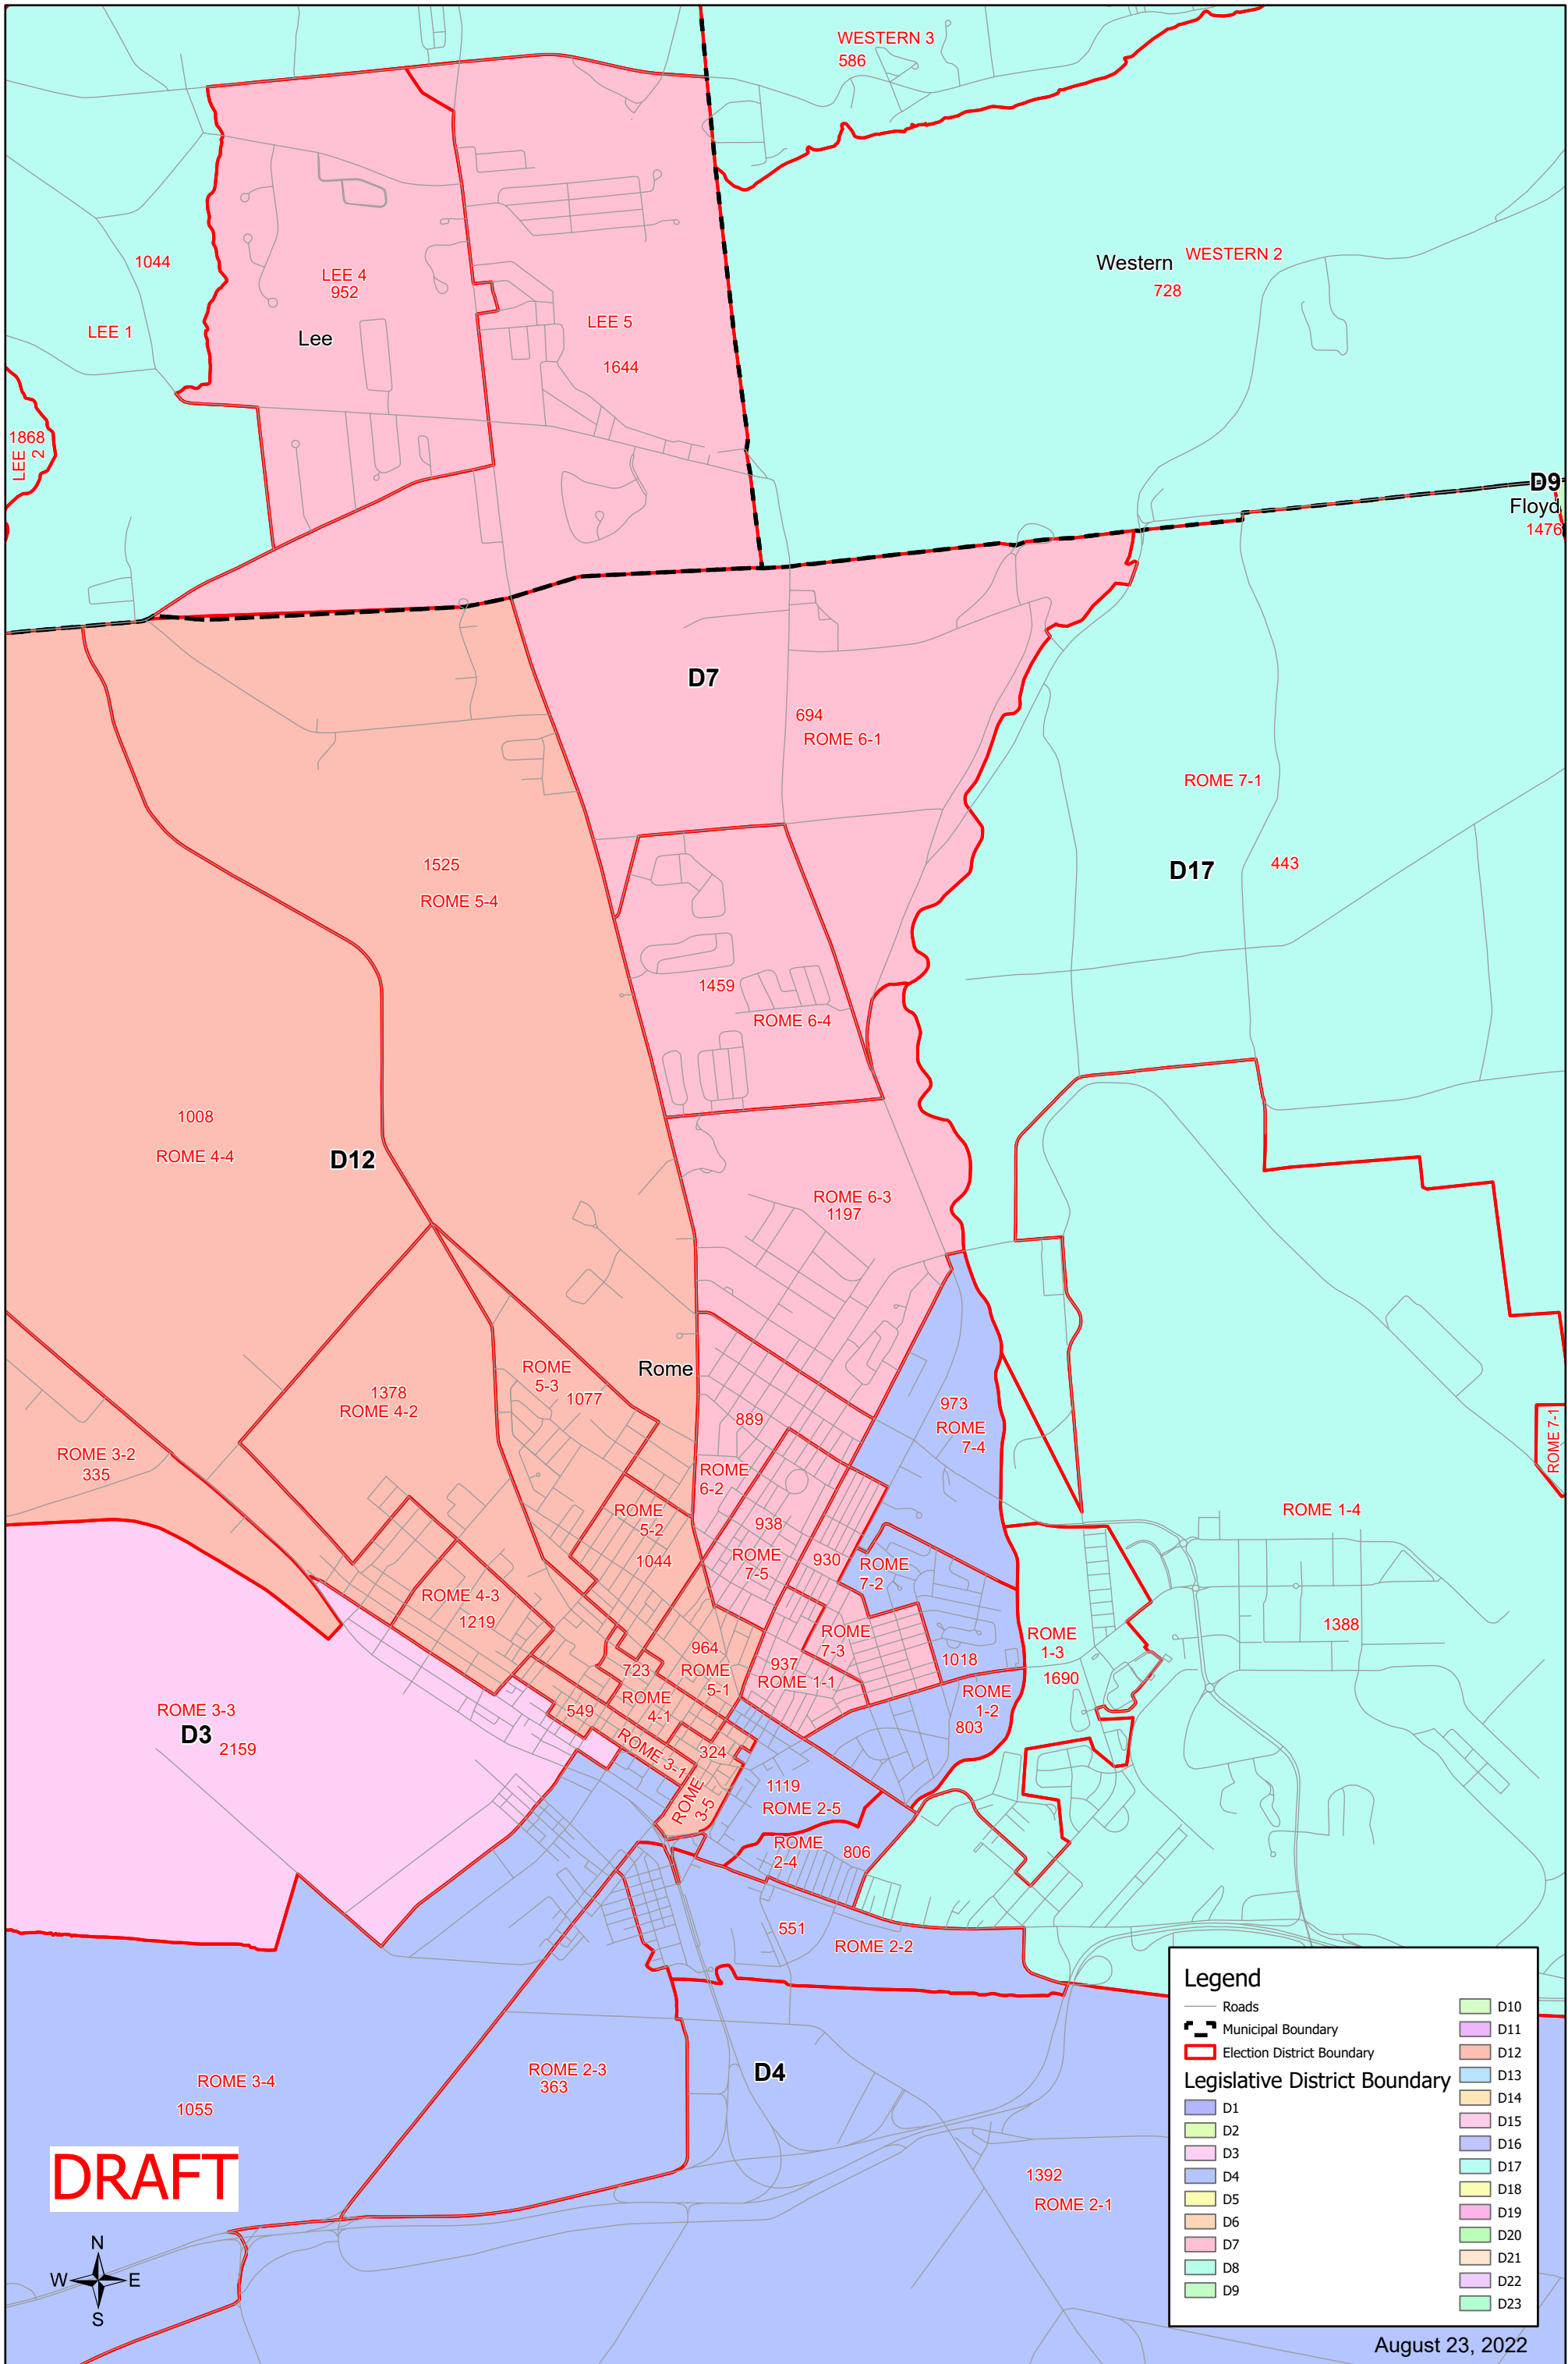 WESTERN 3
586
WESTERN 2
Western
728
1044
LEE 1
LEE 4
952
Lee
LEE 5
1644
1868
LEE 2
D9
Floyd
1476
D7
694
ROME 6-1
ROME 7-1
D17
443
1525
ROME 5-4
1459
ROME 6-4
1008
ROME 4-4
D12
ROME 6-3
1197
Rome
ROME
5-3
1077
1378
ROME 4-2
889
ROME
6-2
973
ROME
7-4
ROME 7-1
ROME 3-2
335
ROME
5-2
1044
938
ROME
7-5
930
ROME
7-2
ROME 1-4
1388
ROME 4-3
1219
ROME
7-3
ROME
1-3
1690
964
ROME
5-1
937
ROME 1-1
1018
723
ROME
4-1
549
ROME 3-1
324
ROME
3-5
ROME
1-2
803
ROME 3-3
D3
2159
1119
ROME 2-5
ROME
2-4
806
551
ROME 2-2
ROME 2-3
363
D4
ROME 3-4
1055
1392
ROME 2-1
DRAFT
N
W
E
S
Legend
Roads
Municipal Boundary
Election District Boundary
Legislative District Boundary
D1
D2
D3
D4
D5
D6
D7
D8
D9
D10
D11
D12
D13
D14
D15
D16
D17
D18
D19
D20
D21
D22
D23
August 23, 2022